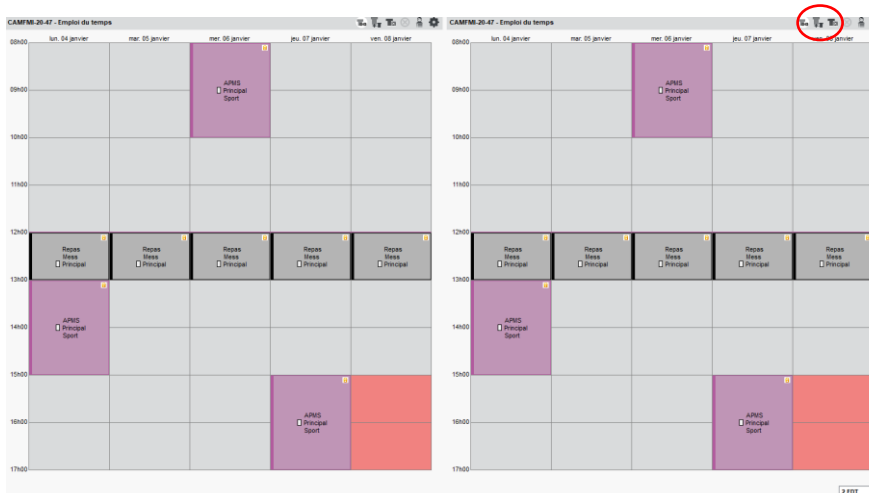 CAMFMI-20-47 - Emploi du temps
lun. 04 janvier mar. 05 janvier mer. 06 janvier jeu. 07 janvier ven. 08 janvier
08h00
APMS
Principal
Sport
09h00
10h00
11h00
12h00
Repas Repas Repas Repas Repas
Mess Mess Mess Mess Mess
Principal Principal Principal Principal Principal
13h00
APMS
Principal
Sport
14h00
15h00
APMS
Principal
Sport
16h00
17h00
CAMFMI-20-47 - Emploi du temps
lun. 04 janvier mar. 05 janvier mer. 06 janvier jeu. 07 janvier ven. 08 janvier
08h00
APMS
Principal
Sport
09h00
10h00
11h00
12h00
Repas Repas Repas Repas Repas
Mess Mess Mess Mess Mess
Principal Principal Principal Principal Principal
13h00
APMS
Principal
Sport
14h00
15h00
APMS
Principal
Sport
16h00
17h00
2 EDT